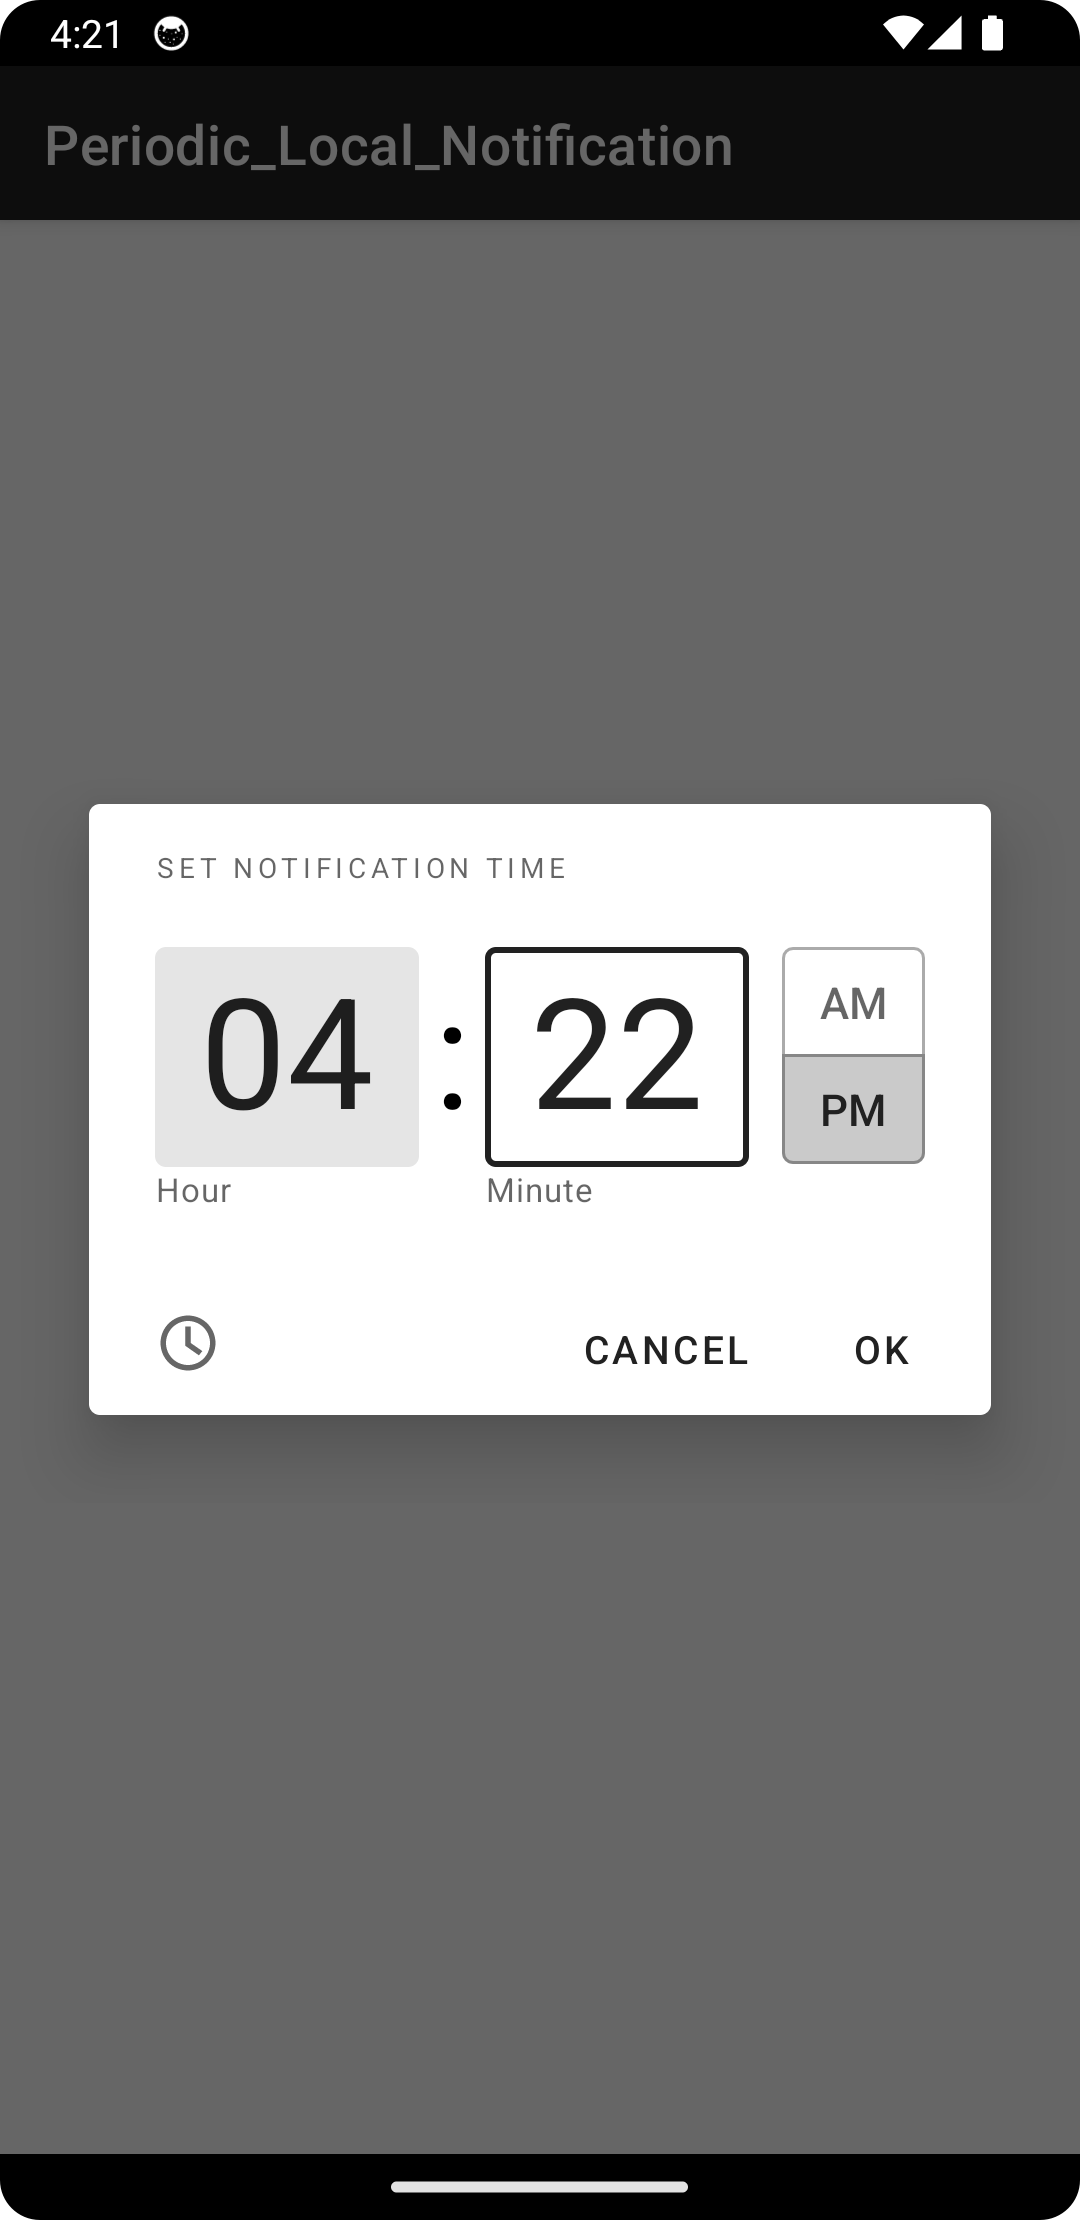 4:21
Periodic_Local_Notification
SET NOTIFICATION TIME
04 : 22
AM
PM
Hour Minute
CANCEL OK